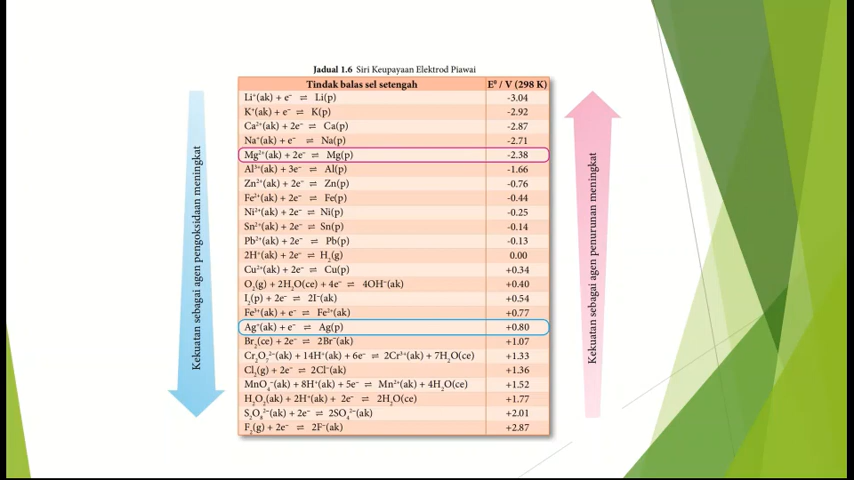 Jadual 1.6 Siri Keupayaan Elektrod Piawai
Tindak balas sel setengah E⁰ / V (298 K)
Li⁺(ak) + e⁻ ⇌ Li(p) -3.04
K⁺(ak) + e⁻ ⇌ K(p) -2.92
Ca²⁺(ak) + 2e⁻ ⇌ Ca(p) -2.87
Na⁺(ak) + e⁻ ⇌ Na(p) -2.71
Mg²⁺(ak) + 2e⁻ ⇌ Mg(p) -2.38
Al³⁺(ak) + 3e⁻ ⇌ Al(p) -1.66
Zn²⁺(ak) + 2e⁻ ⇌ Zn(p) -0.76
Fe²⁺(ak) + 2e⁻ ⇌ Fe(p) -0.44
Ni²⁺(ak) + 2e⁻ ⇌ Ni(p) -0.25
Sn²⁺(ak) + 2e⁻ ⇌ Sn(p) -0.14
Pb²⁺(ak) + 2e⁻ ⇌ Pb(p) -0.13
2H⁺(ak) + 2e⁻ ⇌ H₂(g) 0.00
Cu²⁺(ak) + 2e⁻ ⇌ Cu(p) +0.34
O₂(g) + 2H₂O(ce) + 4e⁻ ⇌ 4OH⁻(ak) +0.40
I₂(p) + 2e⁻ ⇌ 2I⁻(ak) +0.54
Fe³⁺(ak) + e⁻ ⇌ Fe²⁺(ak) +0.77
Ag⁺(ak) + e⁻ ⇌ Ag(p) +0.80
Br₂(ce) + 2e⁻ ⇌ 2Br⁻(ak) +1.07
Cr₂O₇²⁻(ak) + 14H⁺(ak) + 6e⁻ ⇌ 2Cr³⁺(ak) + 7H₂O(ce) +1.33
Cl₂(g) + 2e⁻ ⇌ 2Cl⁻(ak) +1.36
MnO₄⁻(ak) + 8H⁺(ak) + 5e⁻ ⇌ Mn²⁺(ak) + 4H₂O(ce) +1.52
H₂O₂(ak) + 2H⁺(ak) + 2e⁻ ⇌ 2H₂O(ce) +1.77
S₂O₈²⁻(ak) + 2e⁻ ⇌ 2SO₄²⁻(ak) +2.01
F₂(g) + 2e⁻ ⇌ 2F⁻(ak) +2.87
Kekuatan sebagai agen pengoksidaan meningkat
Kekuatan sebagai agen penurunan meningkat